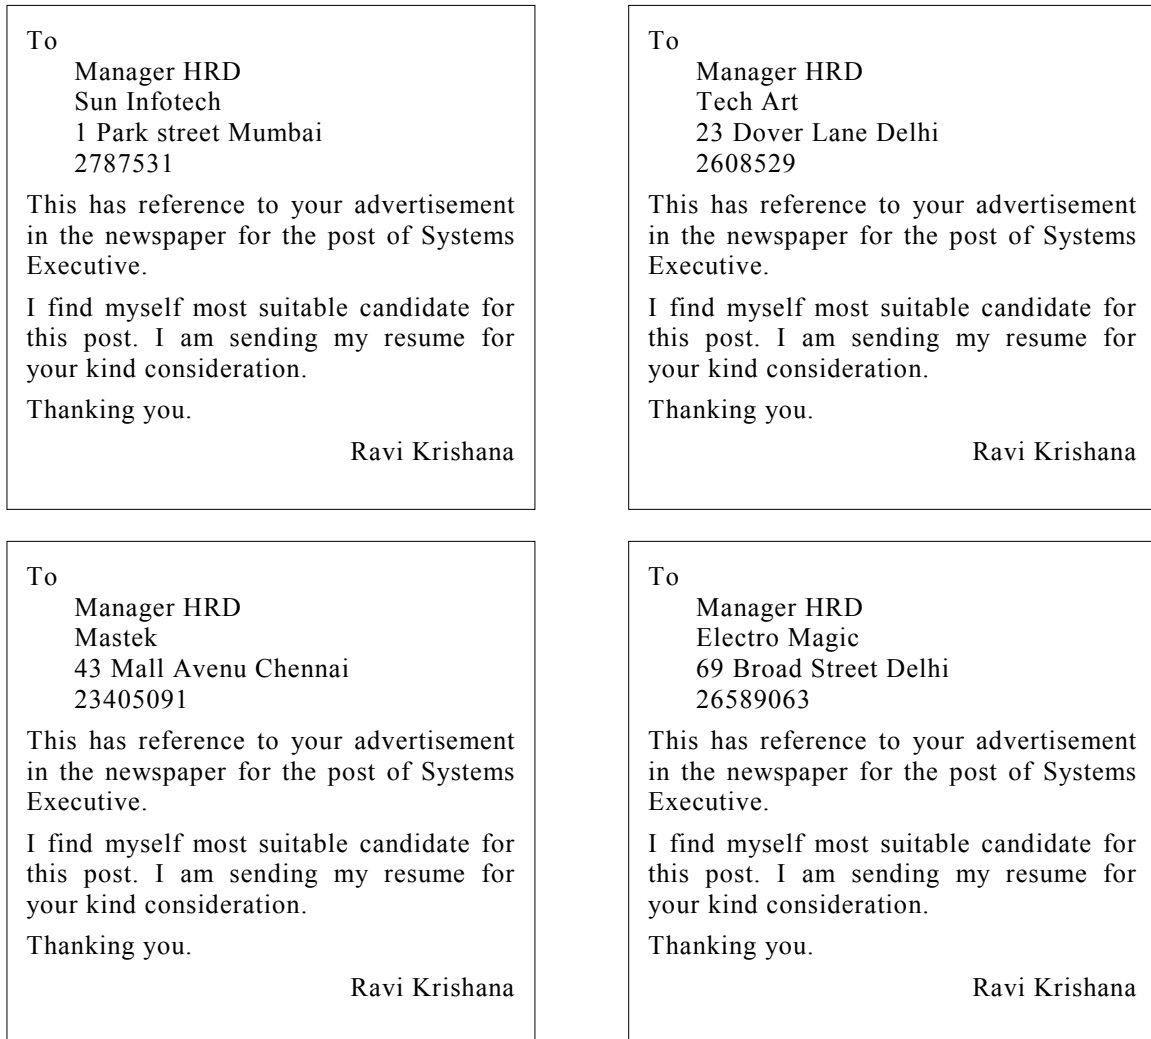 To
Manager HRD
Sun Infotech
1 Park street Mumbai
2787531
This has reference to your advertisement
in the newspaper for the post of Systems
Executive.
I find myself most suitable candidate for
this post. I am sending my resume for
your kind consideration.
Thanking you.
Ravi Krishana
To
Manager HRD
Tech Art
23 Dover Lane Delhi
2608529
This has reference to your advertisement
in the newspaper for the post of Systems
Executive.
I find myself most suitable candidate for
this post. I am sending my resume for
your kind consideration.
Thanking you.
Ravi Krishana
To
Manager HRD
Mastek
43 Mall Avenu Chennai
23405091
This has reference to your advertisement
in the newspaper for the post of Systems
Executive.
I find myself most suitable candidate for
this post. I am sending my resume for
your kind consideration.
Thanking you.
Ravi Krishana
To
Manager HRD
Electro Magic
69 Broad Street Delhi
26589063
This has reference to your advertisement
in the newspaper for the post of Systems
Executive.
I find myself most suitable candidate for
this post. I am sending my resume for
your kind consideration.
Thanking you.
Ravi Krishana